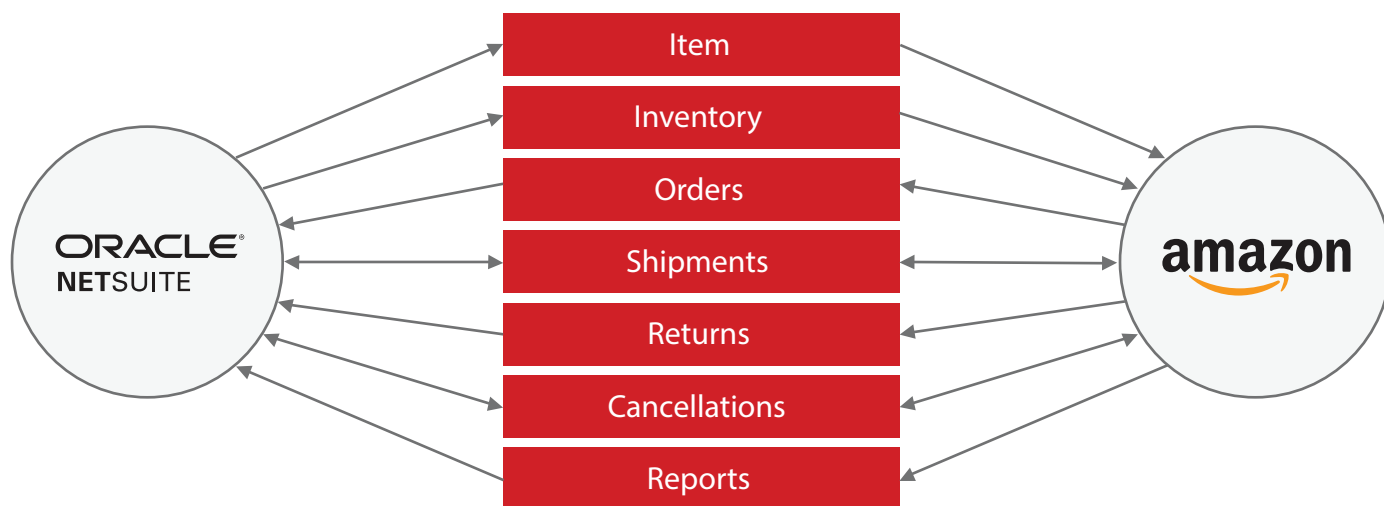 Item
Inventory
Orders
Shipments
Returns
Cancellations
Reports
ORACLE®
NETSUITE
amazon